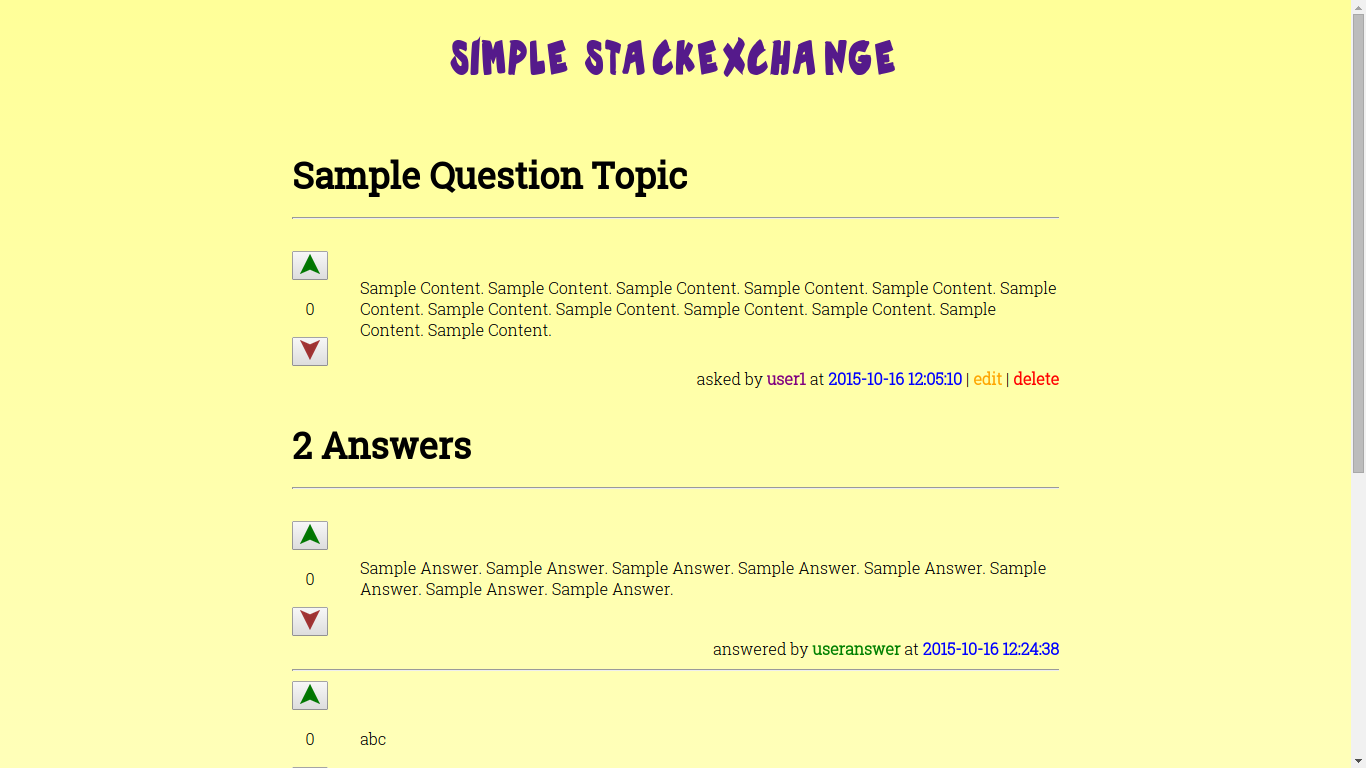 SIMPLE STACKEXCHANGE
Sample Question Topic
0
Sample Content. Sample Content. Sample Content. Sample Content. Sample Content. Sample
Content. Sample Content. Sample Content. Sample Content. Sample Content. Sample
Content. Sample Content.
asked by user1 at 2015-10-16 12:05:10 | edit | delete
2 Answers
0
Sample Answer. Sample Answer. Sample Answer. Sample Answer. Sample Answer. Sample
Answer. Sample Answer. Sample Answer.
answered by useranswer at 2015-10-16 12:24:38
0
abc